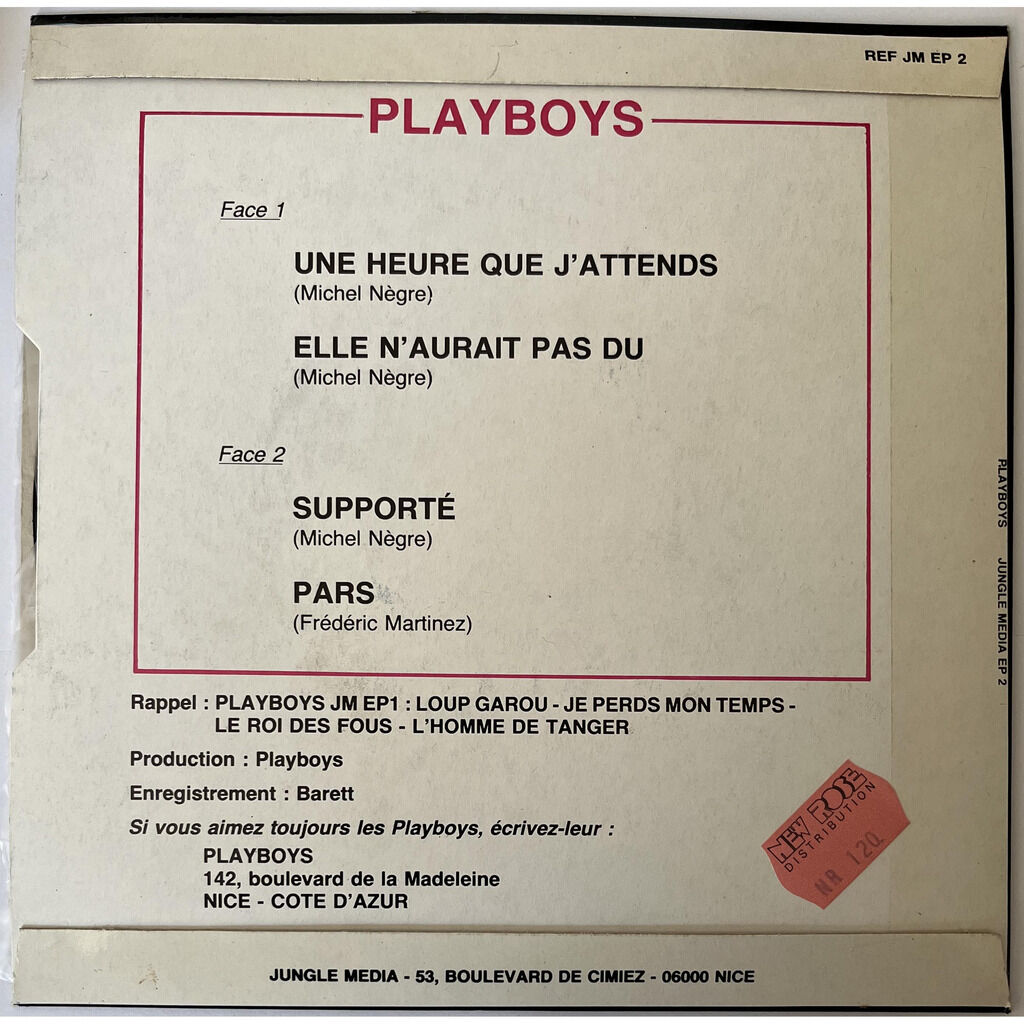 REF JM EP 2
PLAYBOYS
Face 1
UNE HEURE QUE J'ATTENDS
(Michel Nègre)
ELLE N'AURAIT PAS DU
(Michel Nègre)
Face 2
SUPPORTÉ
(Michel Nègre)
PARS
(Frédéric Martinez)
Rappel : PLAYBOYS JM EP1 : LOUP GAROU - JE PERDS MON TEMPS -
LE ROI DES FOUS - L'HOMME DE TANGER
Production : Playboys
Enregistrement : Barett
Si vous aimez toujours les Playboys, écrivez-leur :
PLAYBOYS
142, boulevard de la Madeleine
NICE - COTE D'AZUR
NEW ROSE
DISTRIBUTION
NR 120
JUNGLE MEDIA - 53, BOULEVARD DE CIMIEZ - 06000 NICE
PLAYBOYS JUNGLE MEDIA EP 2